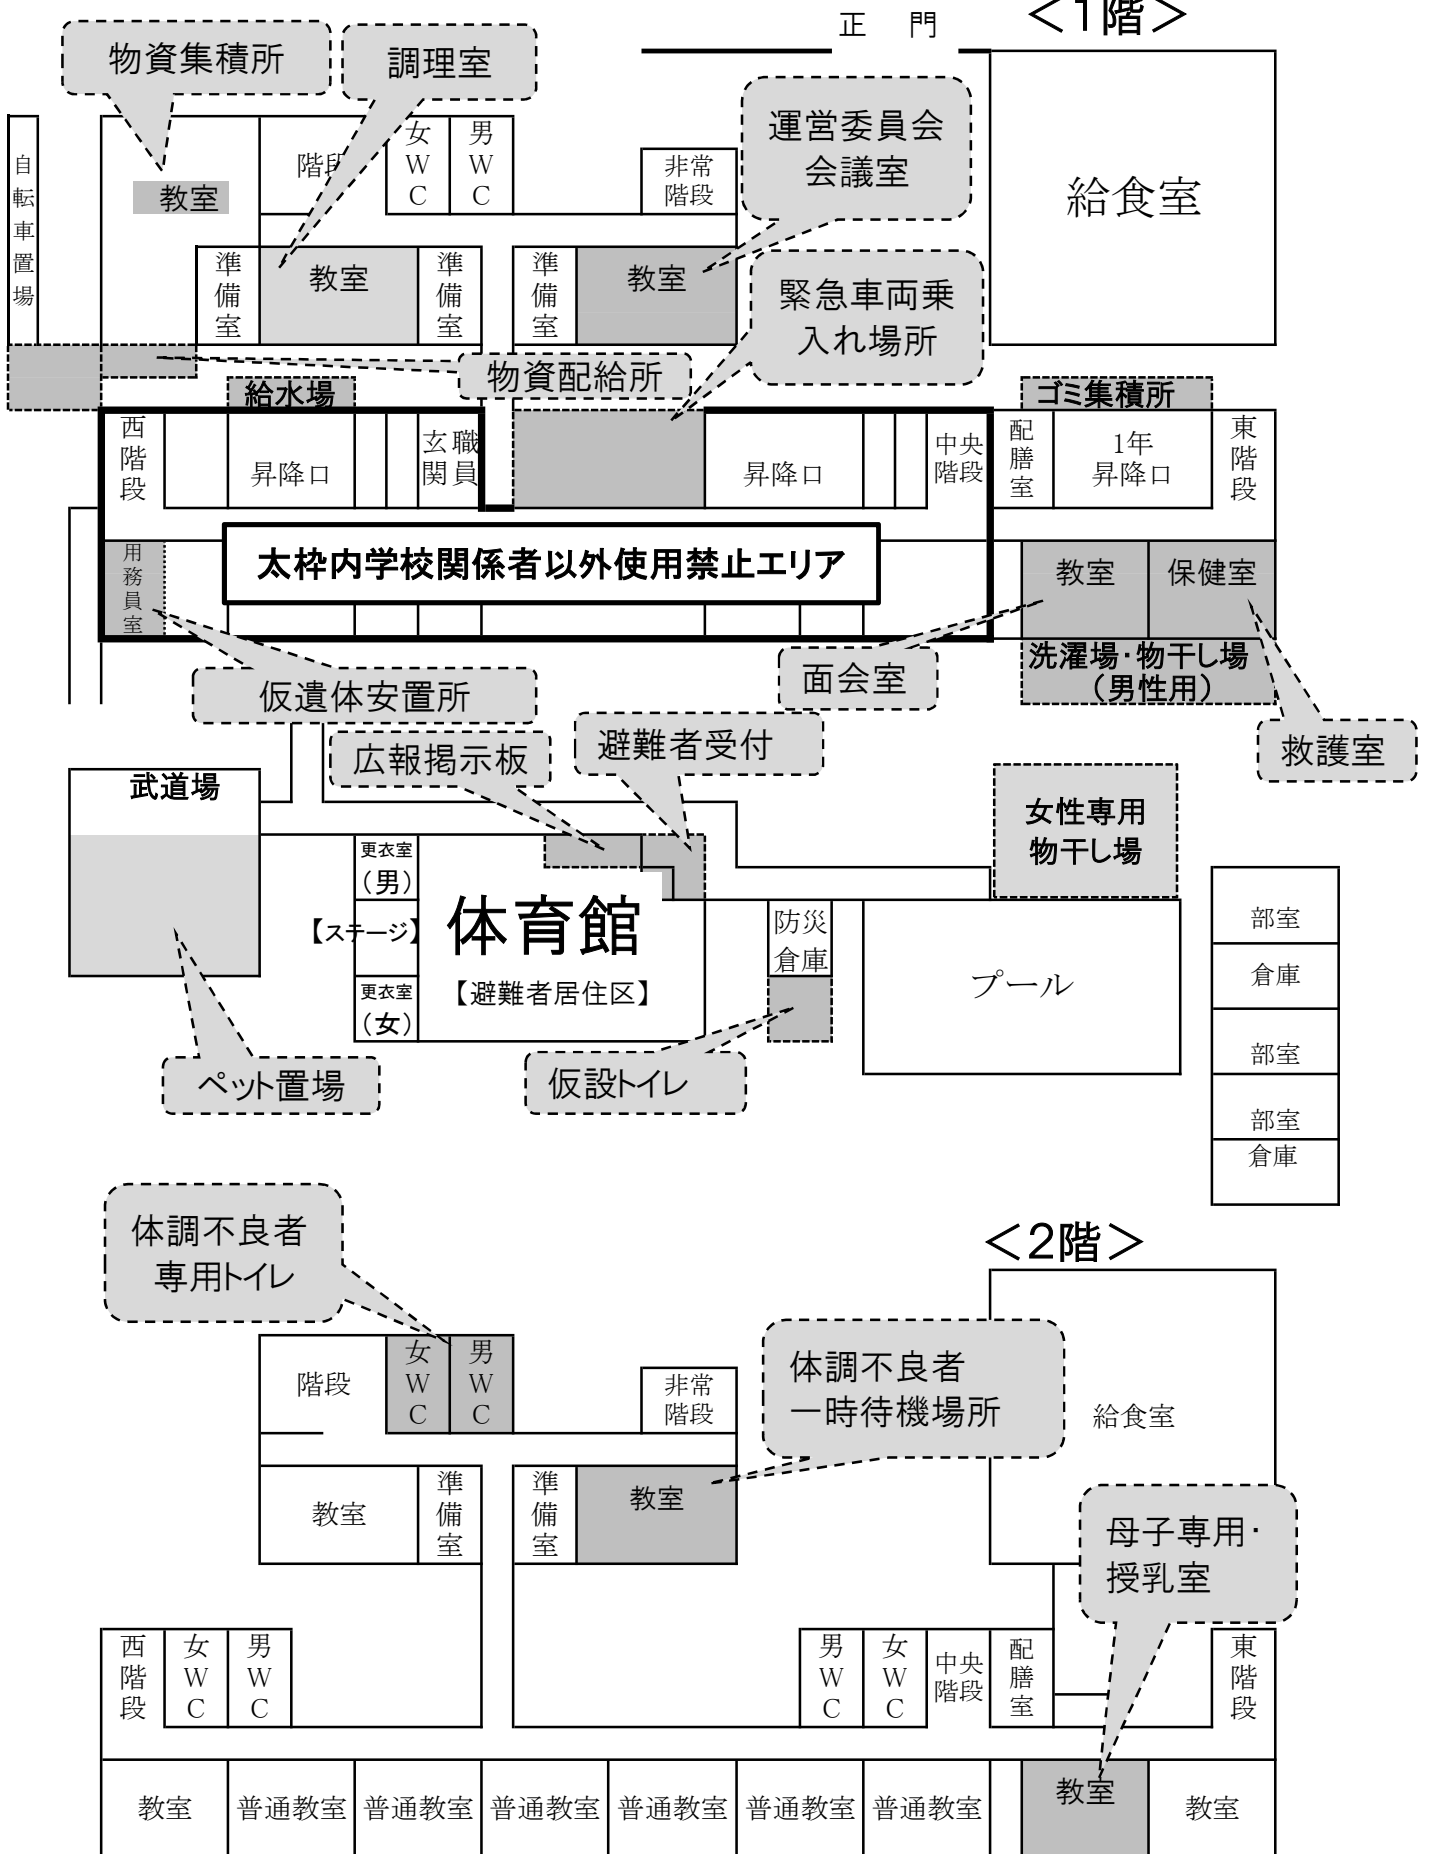 正　門
＜1階＞
物資集積所
調理室
運営委員会
会議室
自転車置場
教室
階段
女WC
男WC
非常
階段
給食室
準備室
教室
準備室
準備室
教室
緊急車両乗
入れ場所
物資配給所
給水場
ゴミ集積所
西階段
昇降口
玄関
職員
昇降口
中央
階段
配膳室
1年
昇降口
東階段
用務員室
太枠内学校関係者以外使用禁止エリア
教室
保健室
仮遺体安置所
面会室
洗濯場・物干し場
（男性用）
救護室
広報掲示板
避難者受付
武道場
女性専用
物干し場
更衣室
（男）
【ステージ】
体育館
【避難者居住区】
更衣室
（女）
防災
倉庫
プール
部室
倉庫
部室
部室
倉庫
ペット置場
仮設トイレ
＜2階＞
体調不良者
専用トイレ
階段
女WC
男WC
非常
階段
体調不良者
一時待機場所
給食室
教室
準備室
準備室
教室
母子専用・
授乳室
西階段
女WC
男WC
男WC
女WC
中央
階段
配膳室
東階段
教室
普通教室
普通教室
普通教室
普通教室
普通教室
普通教室
教室
教室